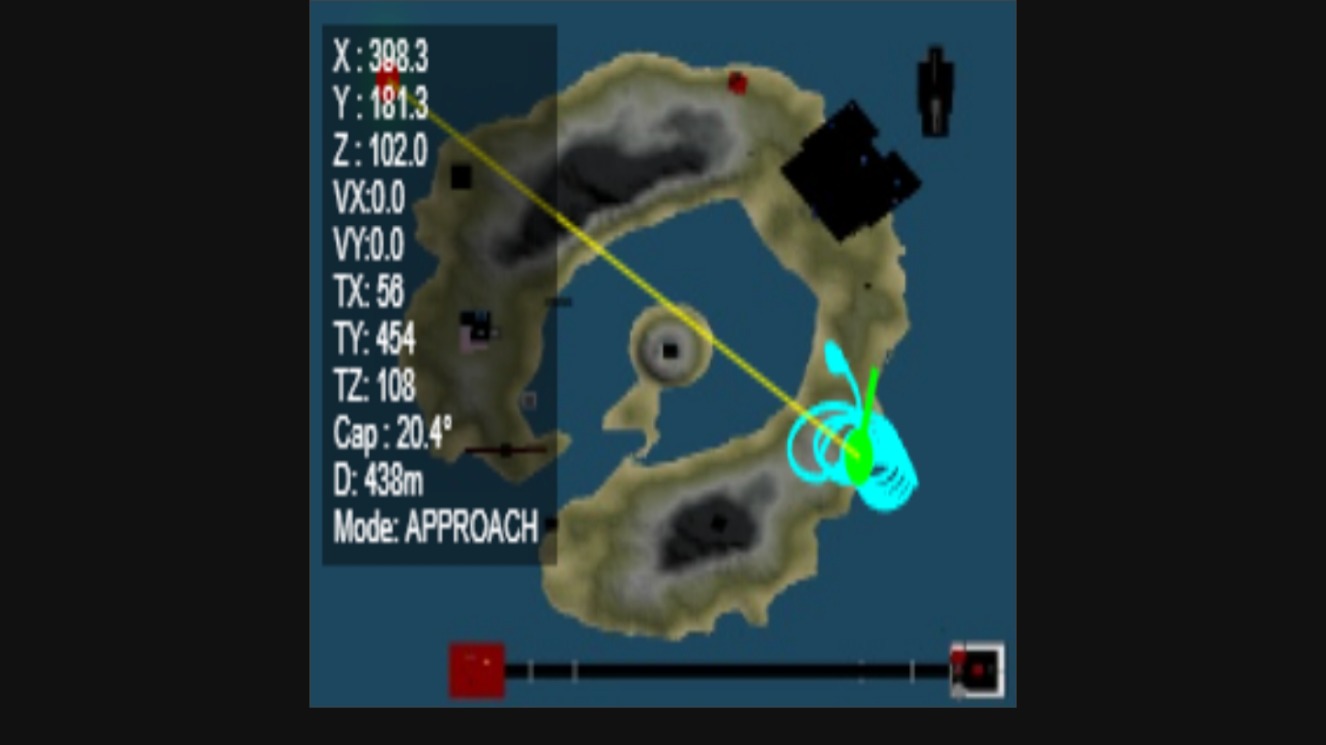 X : 398.3
Y : 181.3
Z : 102.0
VX:0.0
VY:0.0
TX: 56
TY: 454
TZ: 108
Cap : 20.4°
D: 438m
Mode: APPROACH